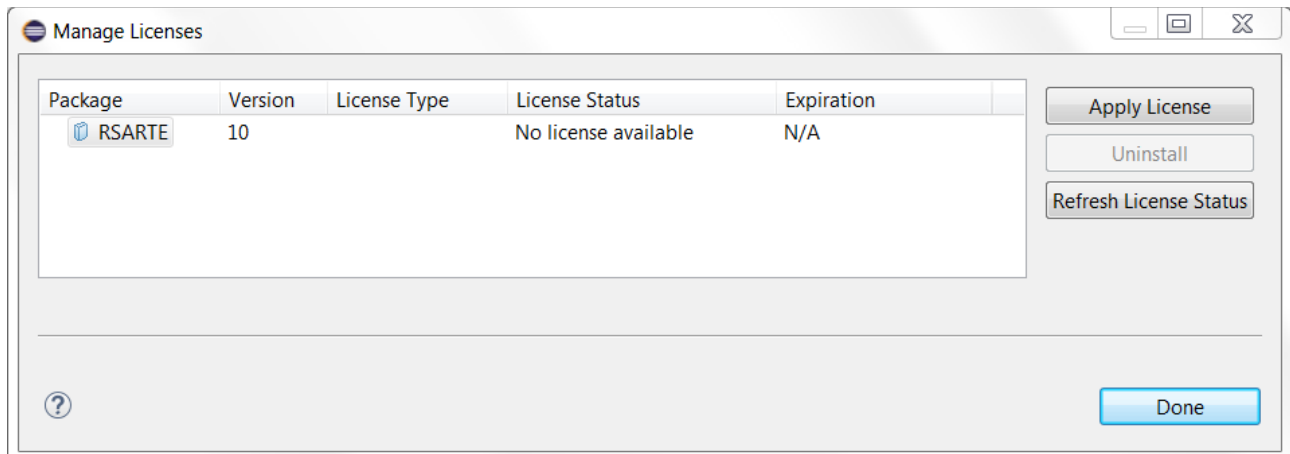 Manage Licenses
Package Version License Type License Status Expiration
RSARTE 10 No license available N/A
Apply License
Uninstall
Refresh License Status
?
Done